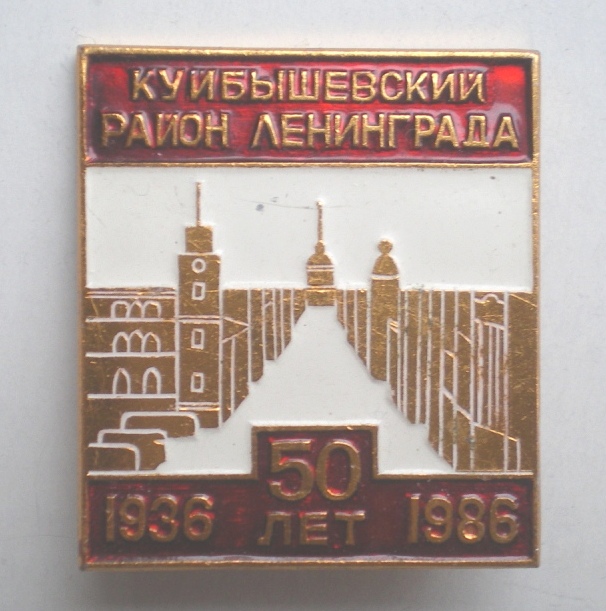 КУЙБЫШЕВСКИЙ
РАЙОН ЛЕНИНГРАДА
50
1936 ЛЕТ 1986